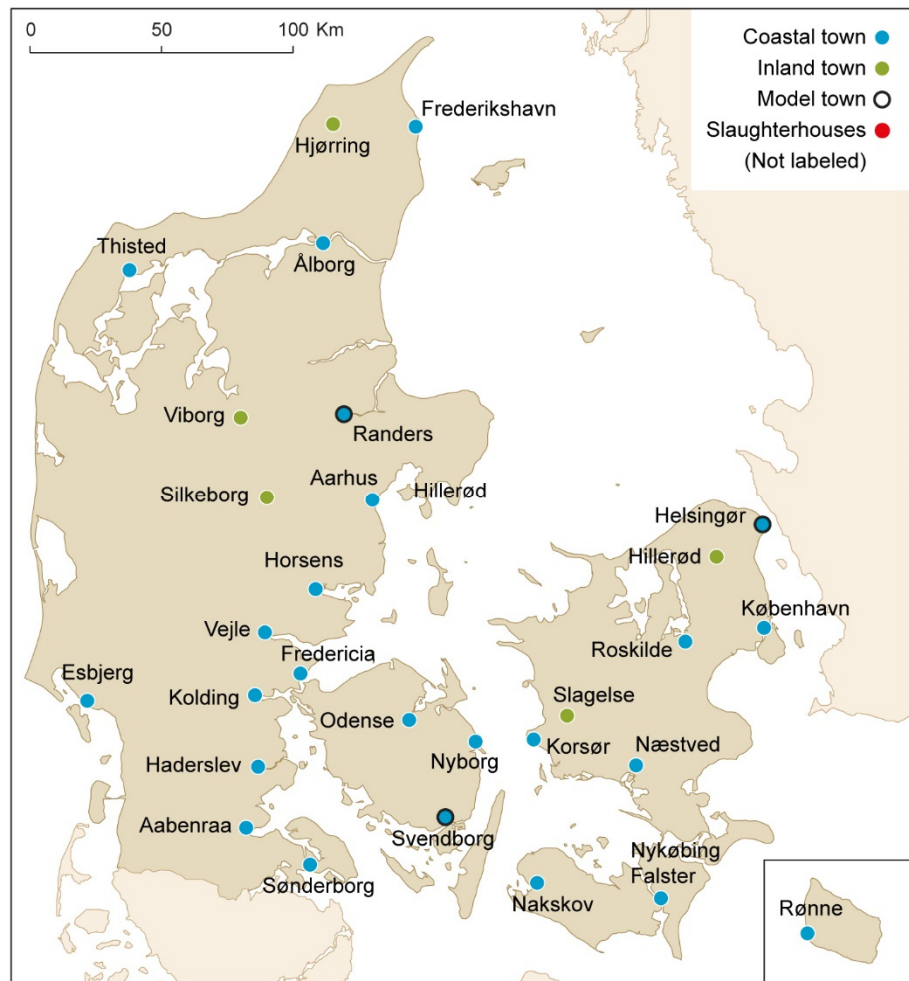 0 50 100 Km
Coastal town
Inland town
Model town
Slaughterhouses
(Not labeled)
Frederikshavn
Hjørring
Thisted
Ålborg
Viborg
Randers
Silkeborg
Aarhus
Hillerød
Helsingør
Hillerød
Horsens
København
Vejle
Roskilde
Fredericia
Esbjerg
Kolding
Slagelse
Odense
Nyborg
Korsør
Næstved
Haderslev
Aabenraa
Svendborg
Nykøbing
Falster
Sønderborg
Nakskov
Rønne